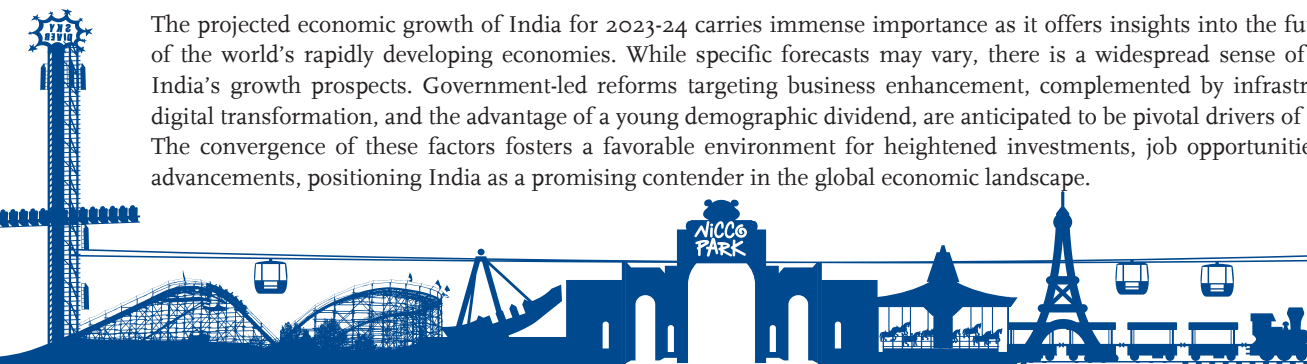 The projected economic growth of India for 2023-24 carries immense importance as it offers insights into the
of the world's rapidly developing economies. While specific forecasts may vary, there is a widespread sense of
India's growth prospects. Government-led reforms targeting business enhancement, complemented by
digital transformation, and the advantage of a young demographic dividend, are anticipated to be pivotal drivers of
The convergence of these factors fosters a favorable environment for heightened investments, job
advancements, positioning India as a promising contender in the global economic landscape.
SKY
DIVER
NICCO
PARK